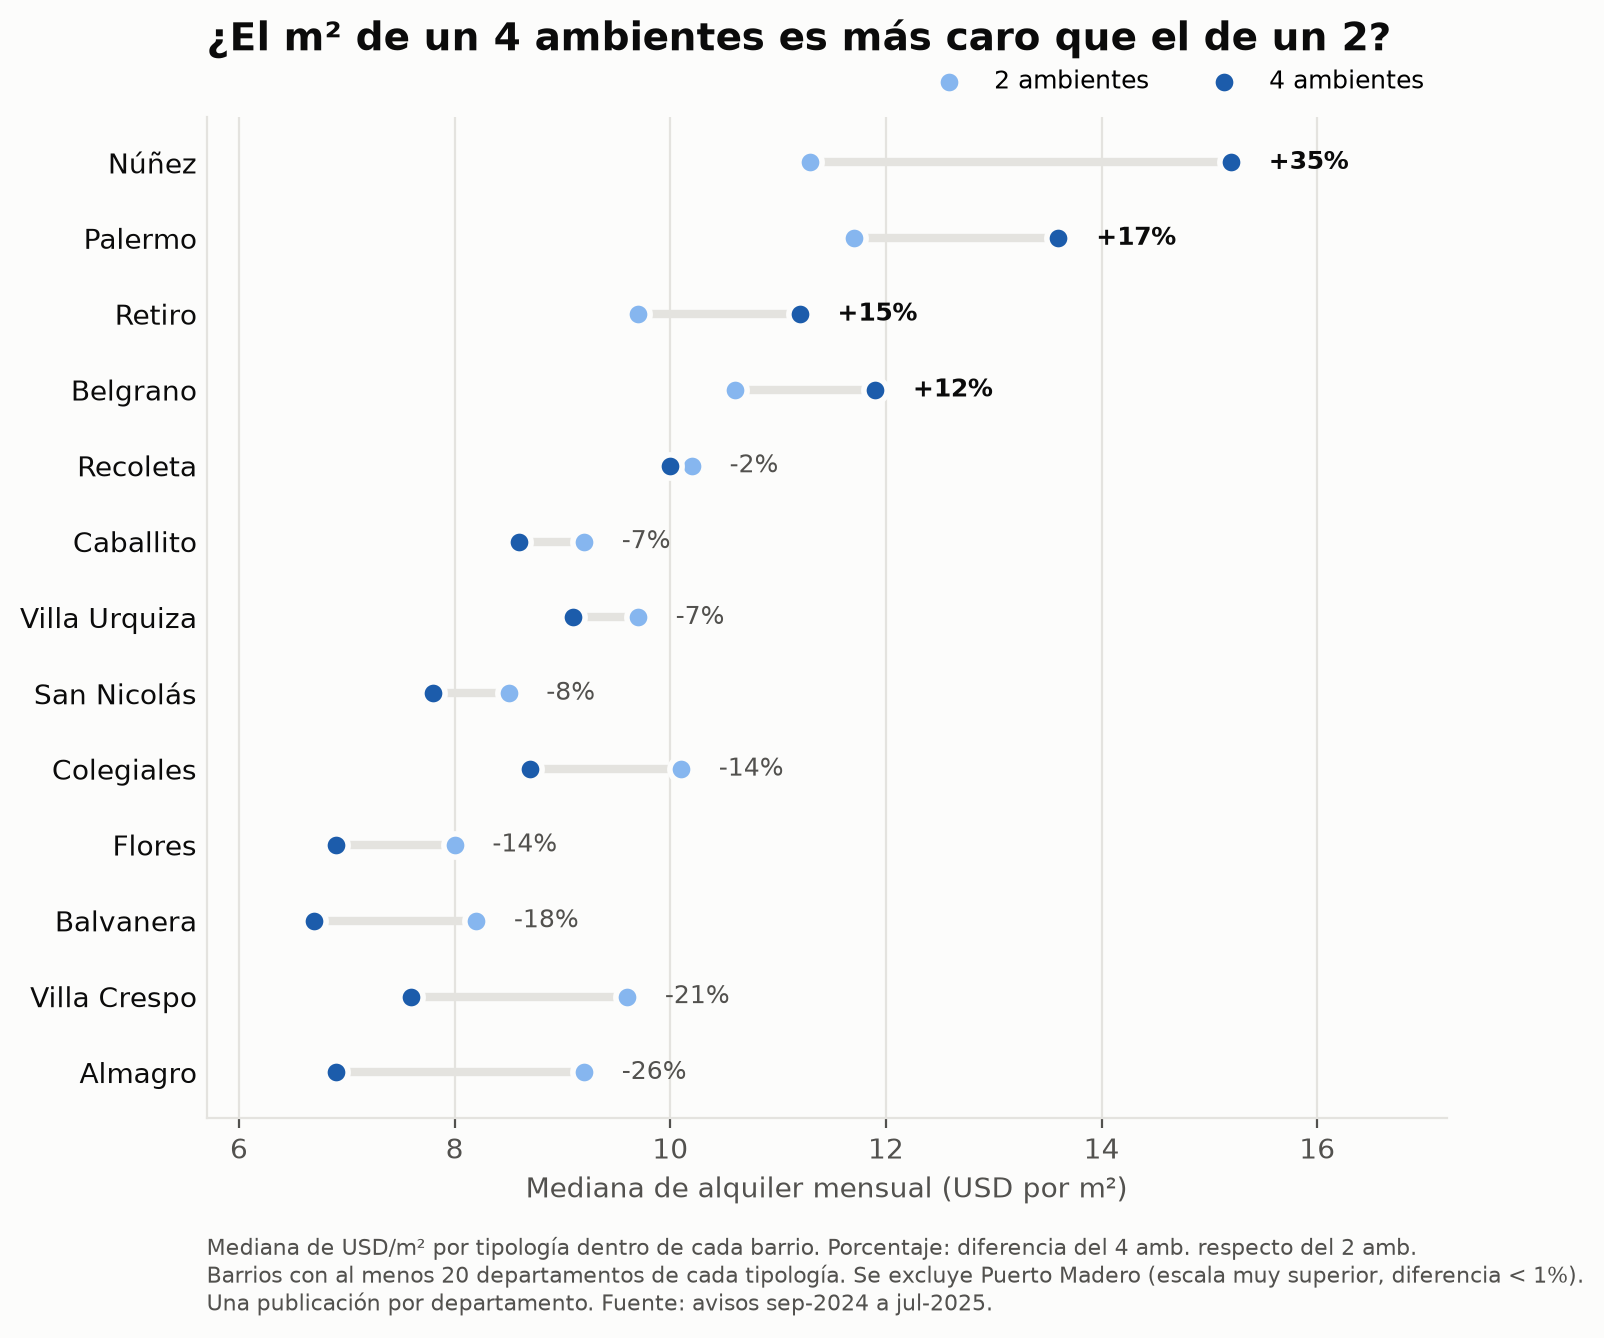 ¿El m² de un 4 ambientes es más caro que el de un 2?
2 ambientes 4 ambientes
Núñez +35%
Palermo +17%
Retiro +15%
Belgrano +12%
Recoleta -2%
Caballito -7%
Villa Urquiza -7%
San Nicolás -8%
Colegiales -14%
Flores -14%
Balvanera -18%
Villa Crespo -21%
Almagro -26%
6 8 10 12 14 16
Mediana de alquiler mensual (USD por m²)
Mediana de USD/m² por tipología dentro de cada barrio. Porcentaje: diferencia del 4 amb. respecto del 2 amb.
Barrios con al menos 20 departamentos de cada tipología. Se excluye Puerto Madero (escala muy superior, diferencia < 1%).
Una publicación por departamento. Fuente: avisos sep-2024 a jul-2025.